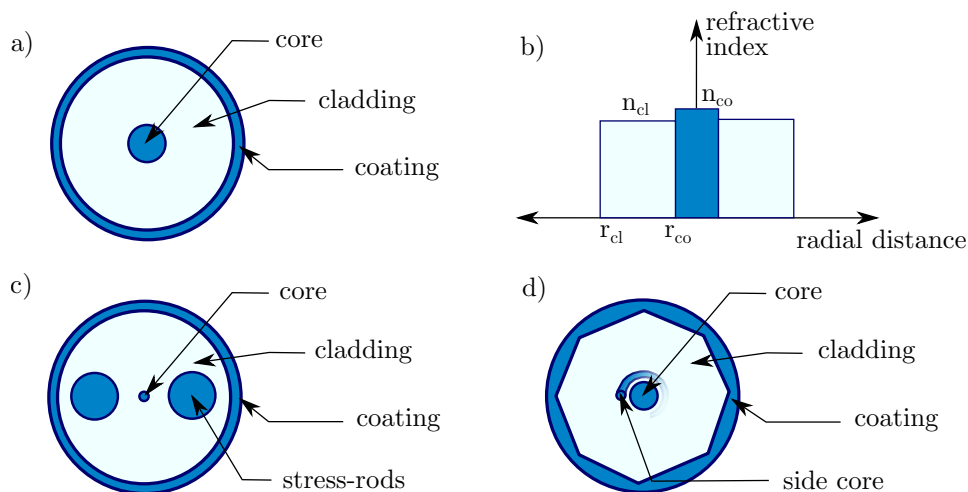 a)
core
cladding
coating
b)
refractive
index
n_cl
n_co
r_cl
r_co
radial distance
c)
core
cladding
coating
stress-rods
d)
core
cladding
coating
side core